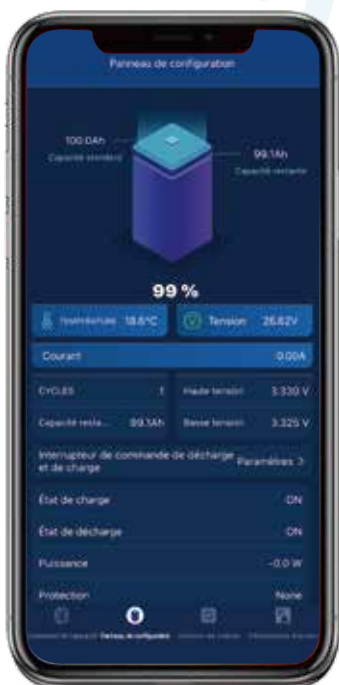 Panneau de configuration
100.0Ah
Capacité standard
99.1Ah
Capacité restante
99 %
TEMPÉRATURE 18.6°C
Tension 26.62V
Courant 0.00A
CYCLES 1
Haute tension 3.330 V
Capacité resta... 99.1Ah
Basse tension 3.325 V
Interrupteur de commande de décharge
et de charge
Paramètres >
État de charge ON
État de décharge ON
Puissance -0.0 W
Protection None
Panneau de configuration